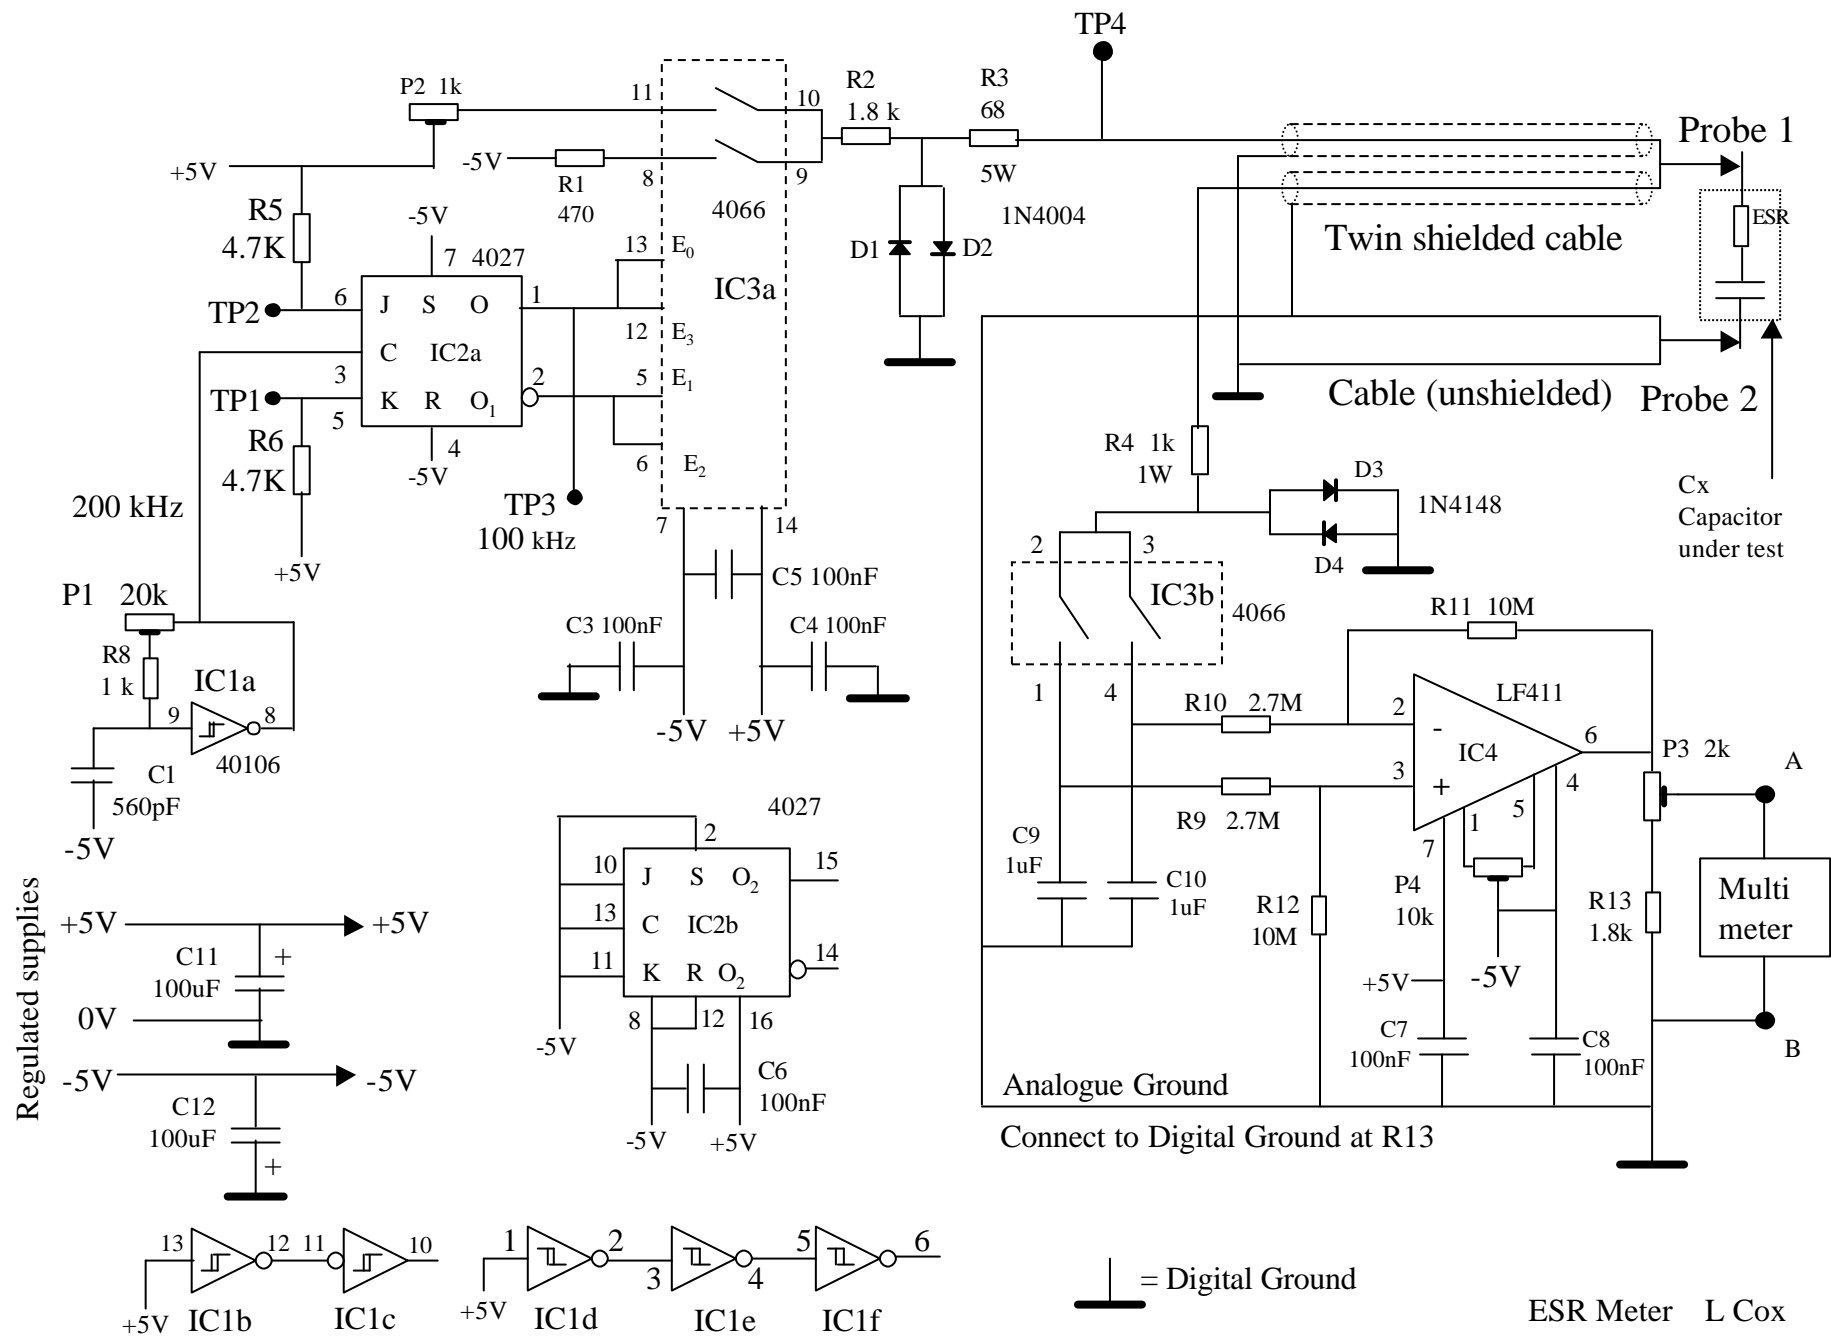 TP4
P2 1k
11
10
R2
1.8 k
R3
68
5W
Probe 1
+5V
-5V
R1
470
8
9
4066
1N4004
ESR
R5
4.7K
-5V
7
4027
13
E0
IC3a
D1
D2
Twin shielded cable
TP2
6
J S O
1
12
E3
C IC2a
3
2
5
E1
TP1
K R O1
5
4
-5V
6
E2
Cable (unshielded)
Probe 2
R6
4.7K
R4 1k
1W
D3
1N4148
D4
Cx
Capacitor
under test
200 kHz
TP3
100 kHz
7
14
+5V
2
3
C5 100nF
IC3b
4066
P1 20k
R11 10M
C3 100nF
C4 100nF
R8
1 k
IC1a
9
8
40106
-5V
+5V
1
4
R10 2.7M
LF411
2
-
IC4
6
P3 2k
A
3
+
4
5
1
7
C1
560pF
-5V
R9 2.7M
C9
1uF
C10
1uF
R12
10M
P4
10k
R13
1.8k
Multi
meter
4027
2
10
J S O2
15
13
C IC2b
11
K R O2
14
8
12
16
-5V
C6
100nF
-5V
+5V
+5V
-5V
C7
100nF
C8
100nF
B
Regulated supplies
+5V
+5V
C11
100uF
+
0V
-5V
-5V
C12
100uF
+
Analogue Ground
Connect to Digital Ground at R13
13
12
11
10
+5V
IC1b
IC1c
1
2
3
4
5
6
+5V
IC1d
IC1e
IC1f
= Digital Ground
ESR Meter L Cox